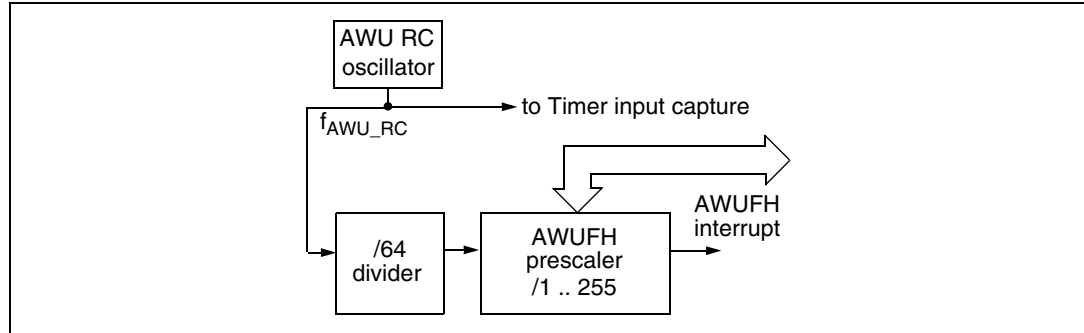 AWU RC
oscillator
to Timer input capture
fAWU_RC
AWUFH
interrupt
/64
divider
AWUFH
prescaler
/1 .. 255